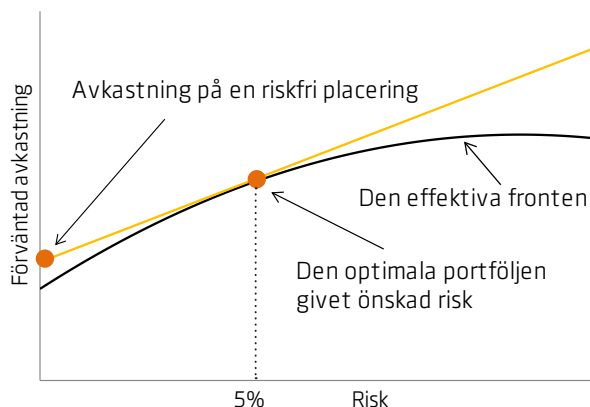 Förväntad avkastning
Avkastning på en riskfri placering
Den effektiva fronten
Den optimala portföljen
givet önskad risk
5%
Risk